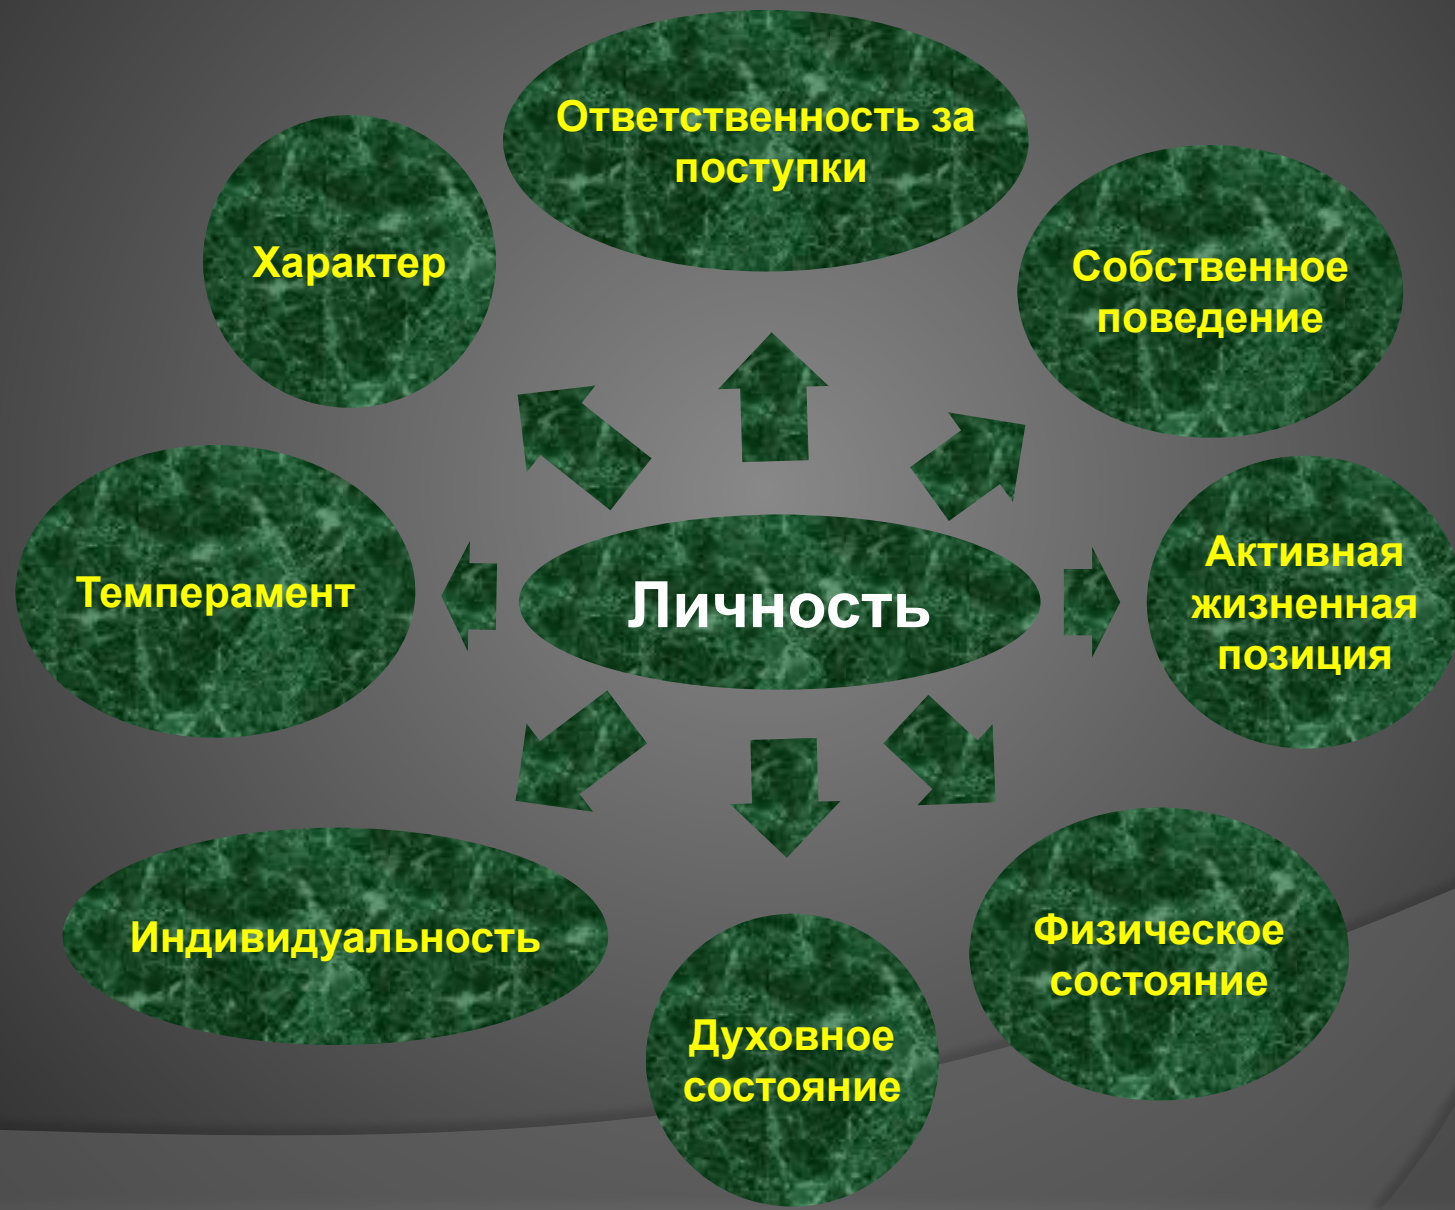 Ответственность за
поступки
Характер
Собственное
поведение
Активная
жизненная
позиция
Темперамент
Личность
Индивидуальность
Физическое
состояние
Духовное
состояние